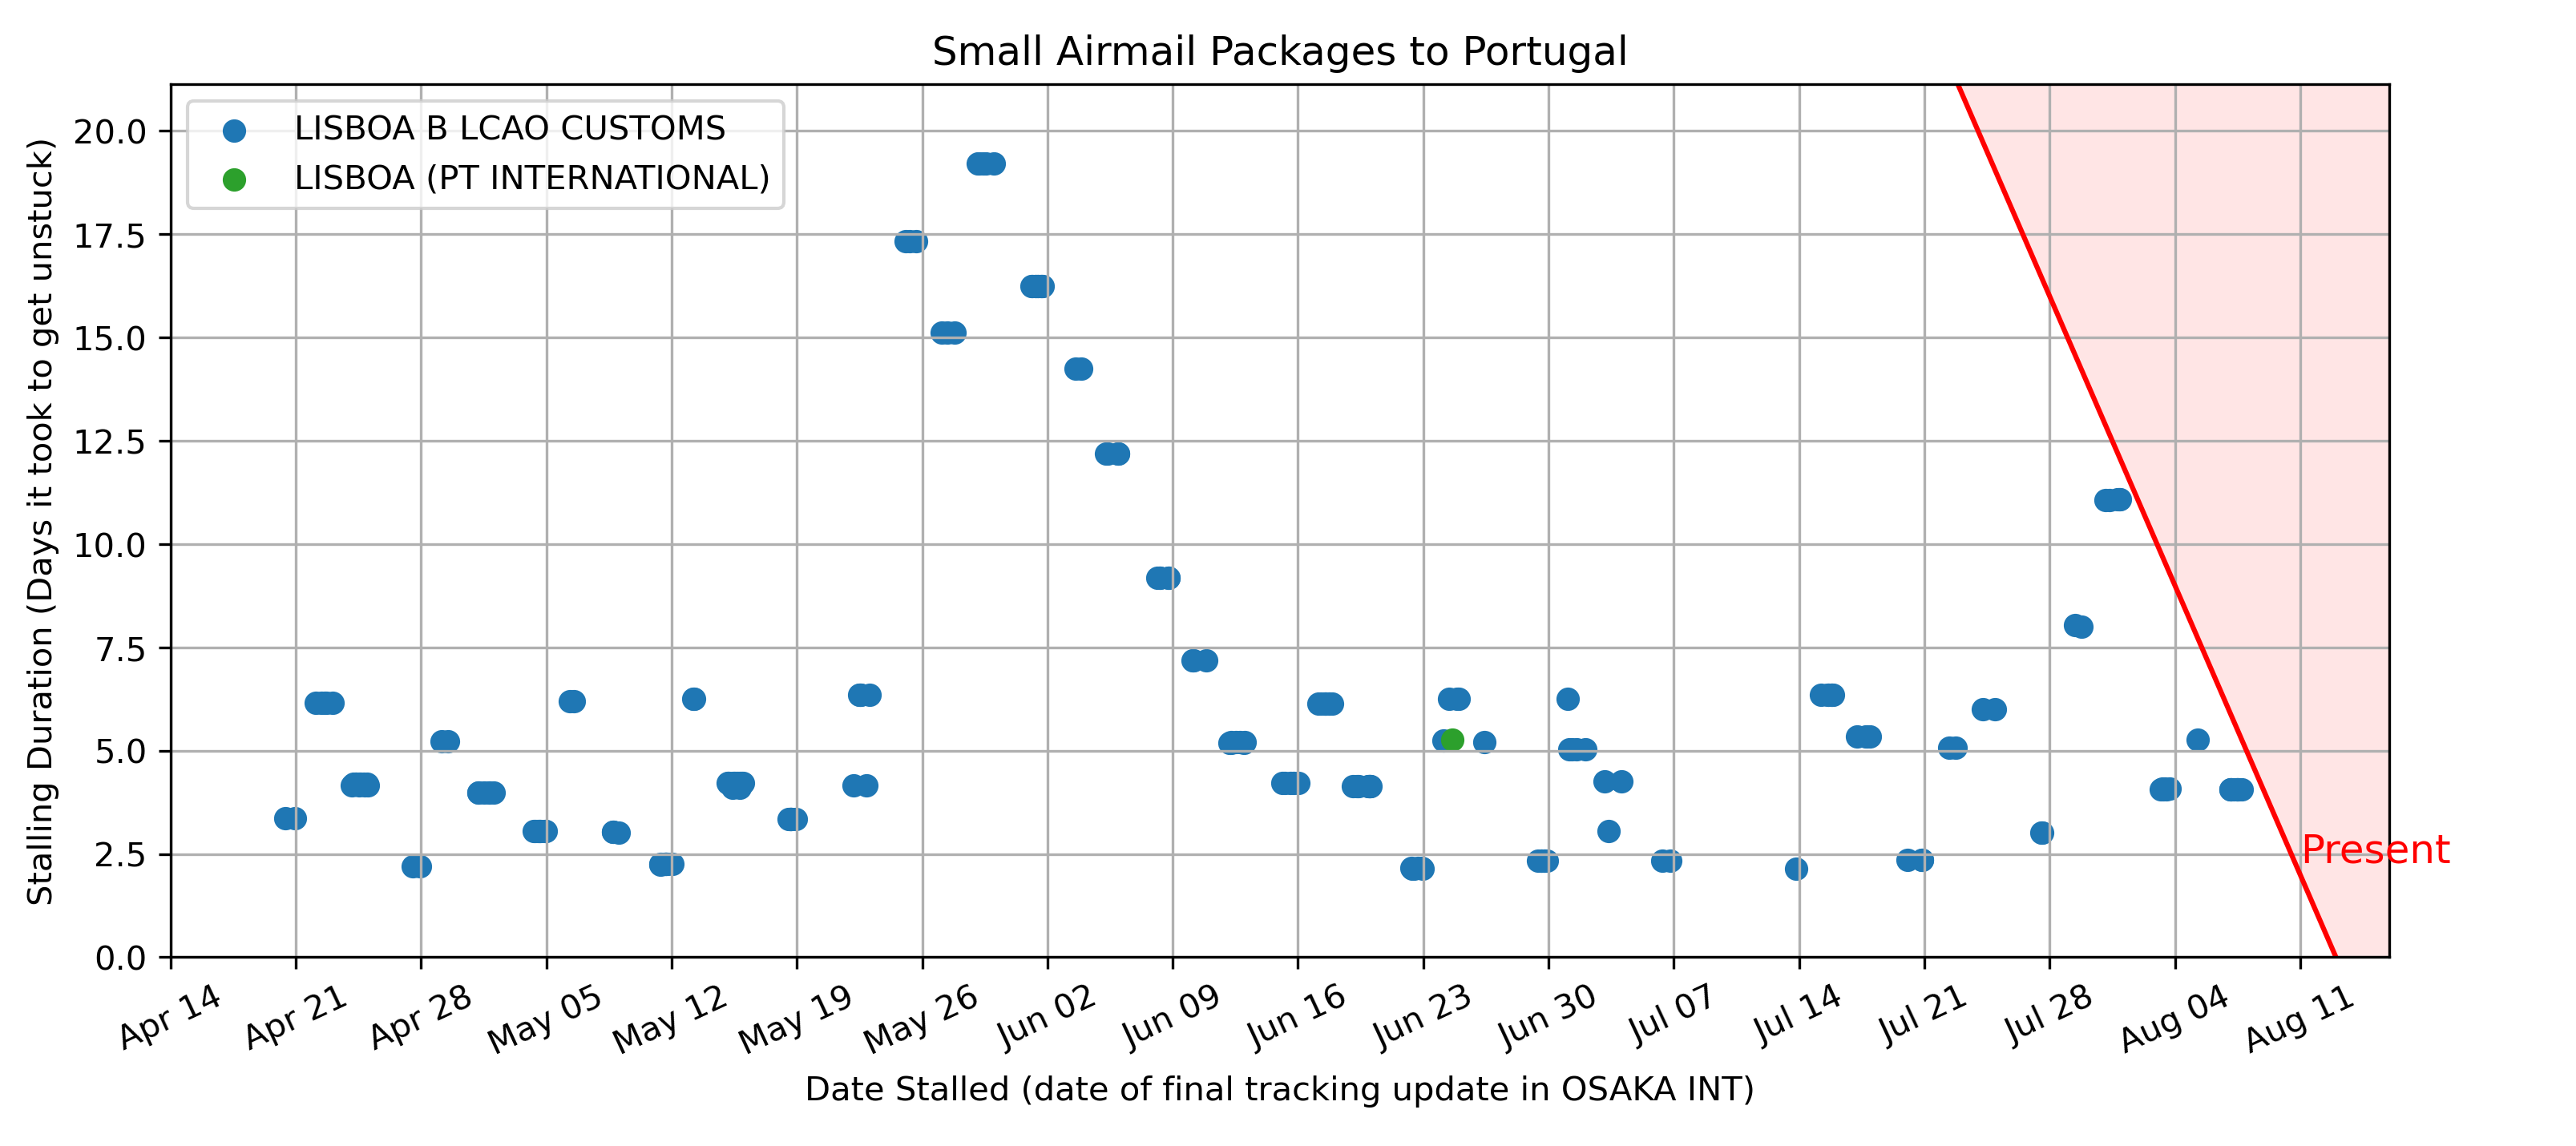 Small Airmail Packages to Portugal
LISBOA B LCAO CUSTOMS
LISBOA (PT INTERNATIONAL)
Stalling Duration (Days it took to get unstuck)
20.0
17.5
15.0
12.5
10.0
7.5
5.0
2.5
0.0
Present
Apr 14
Apr 21
Apr 28
May 05
May 12
May 19
May 26
Jun 02
Jun 09
Jun 16
Jun 23
Jun 30
Jul 07
Jul 14
Jul 21
Jul 28
Aug 04
Aug 11
Date Stalled (date of final tracking update in OSAKA INT)